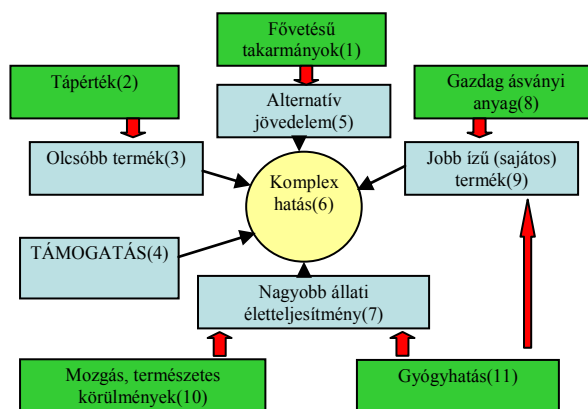 Fővetésű
takarmányok(1)
Tápérték(2)
Gazdag ásványi
anyag(8)
Alternatív
jövedelem(5)
Olcsóbb termék(3)
Jobb ízű (sajátos)
termék(9)
Komplex
hatás(6)
TÁMOGATÁS(4)
Nagyobb állati
életteljesítmény(7)
Mozgás, természetes
körülmények(10)
Gyógyhatás(11)